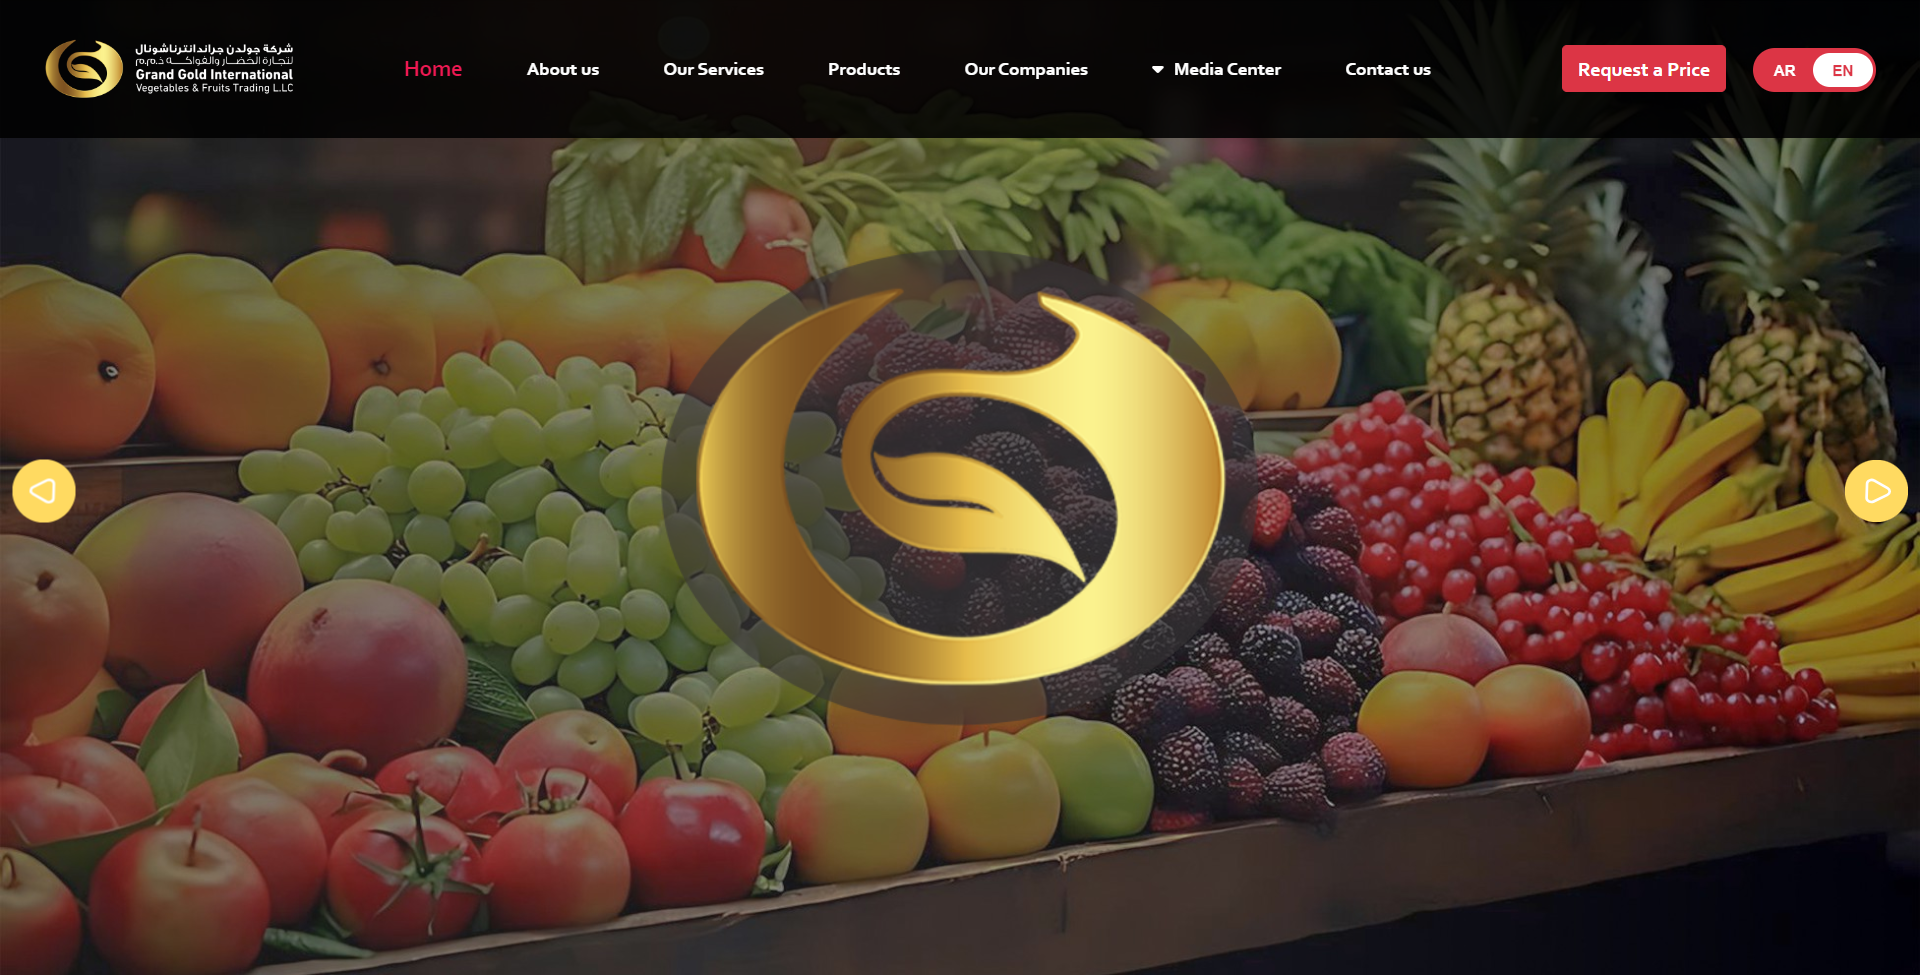 شركة جولدن جراند انترناشونال
لتجارة الخضار والفواكه ذ.م.م
Grand Gold International
Vegetables & Fruits Trading L.L.C
Home
About us
Our Services
Products
Our Companies
Media Center
Contact us
Request a Price
AR
EN